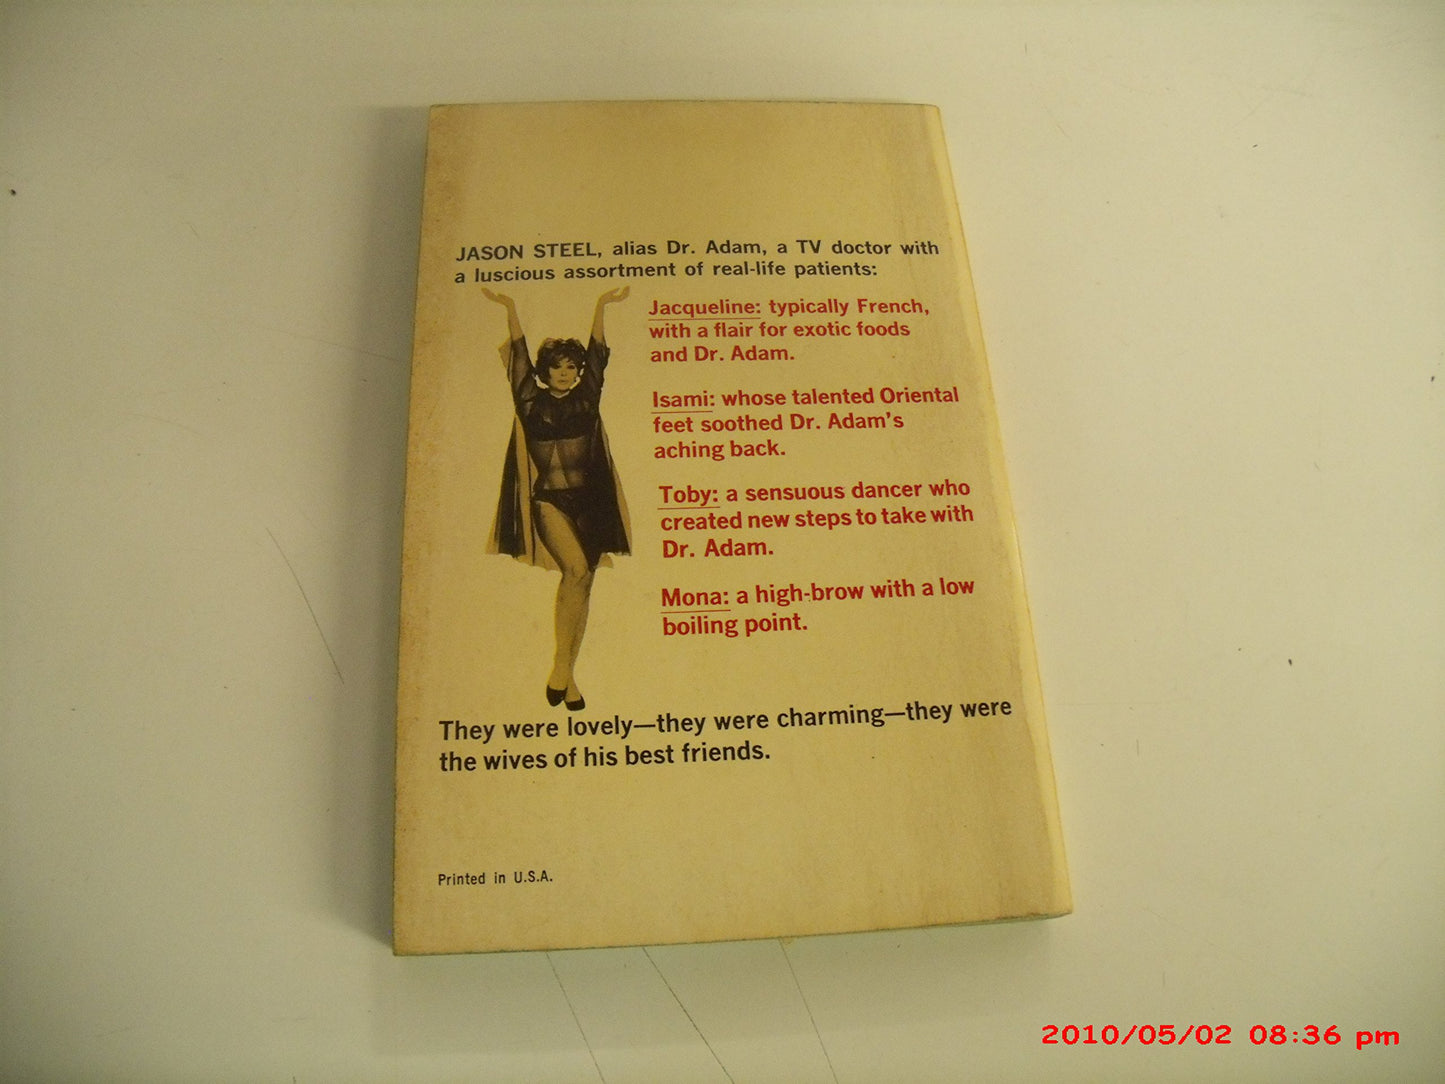 JASON STEEL, alias Dr. Adam, a TV doctor with
a luscious assortment of real-life patients:
Jacqueline: typically French,
with a flair for exotic foods
and Dr. Adam.
Isami: whose talented Oriental
feet soothed Dr. Adam's
aching back.
Toby: a sensuous dancer who
created new steps to take with
Dr. Adam.
Mona: a high-brow with a low
boiling point.
They were lovely—they were charming—they were
the wives of his best friends.
Printed in U.S.A.
2010/05/02 08:36 pm